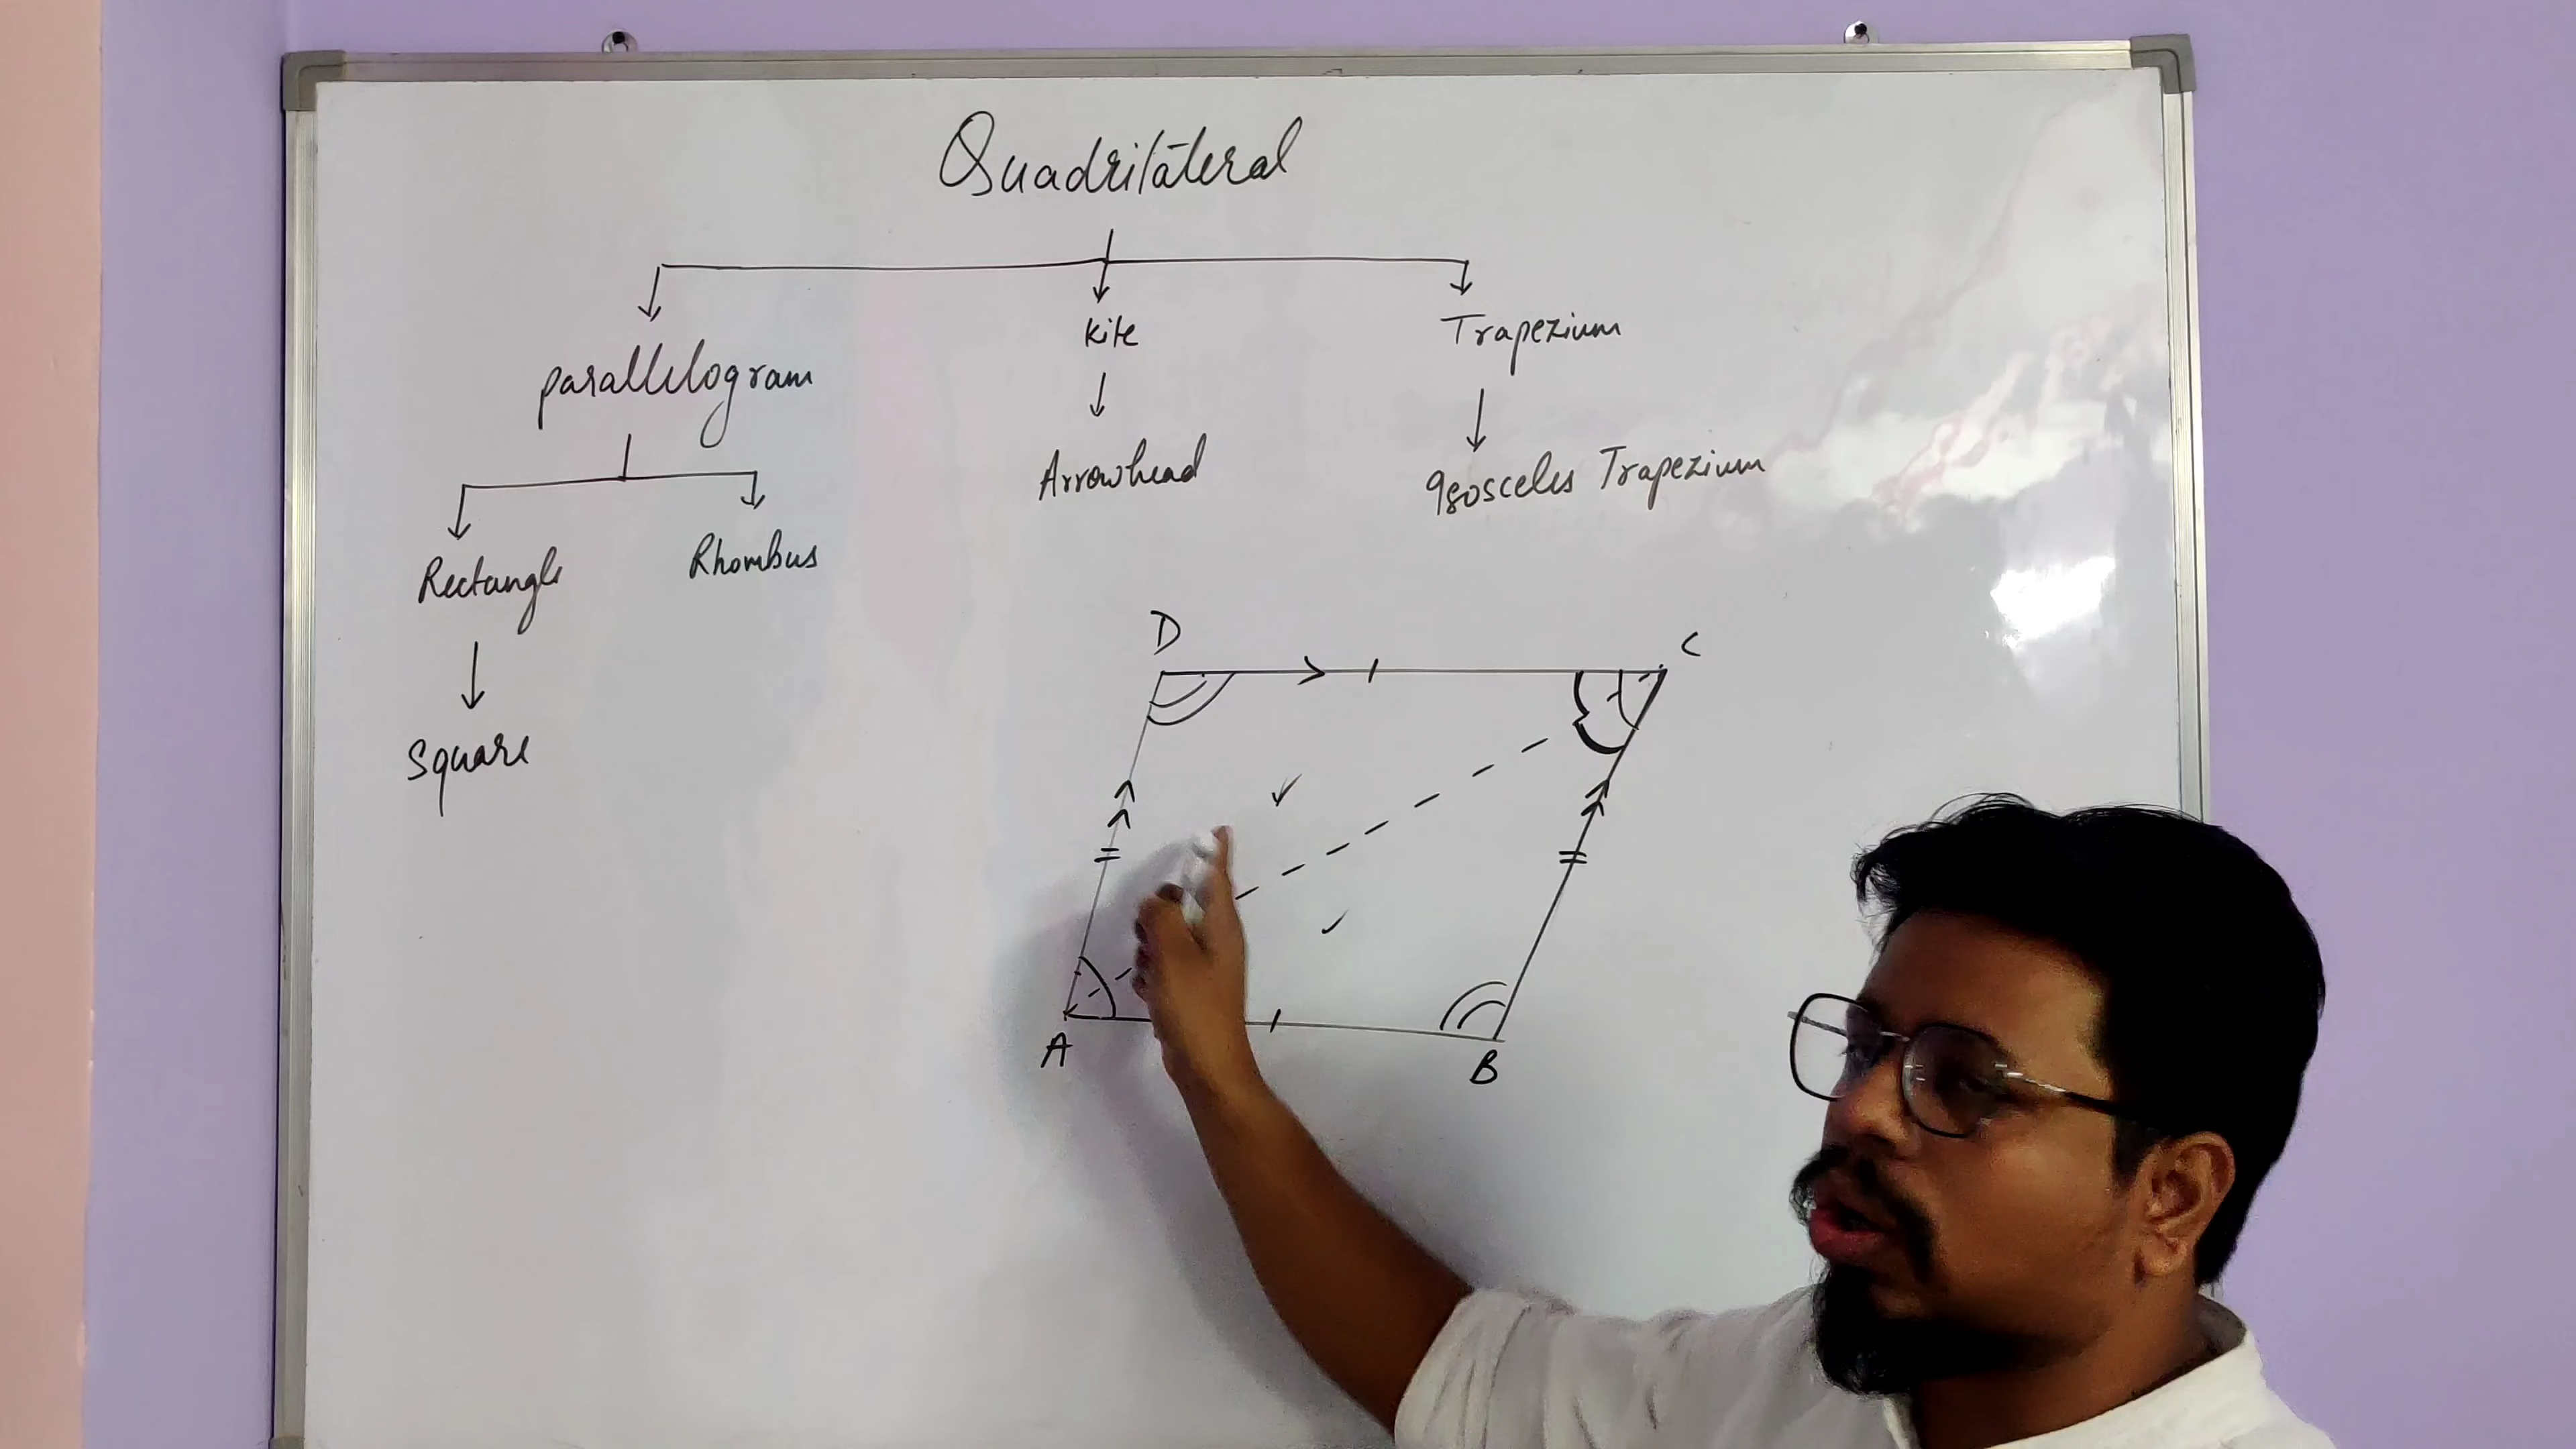 Quadrilateral
parallelogram
Kite
Trapezium
Rectangle
Rhombus
Arrowhead
Isosceles Trapezium
Square
D
C
A
B